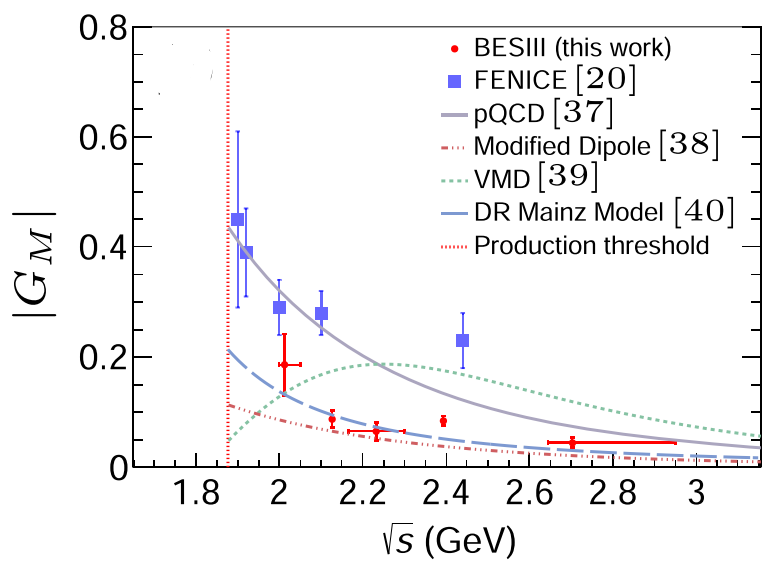 0.8
0.6
0.4
0.2
0
|G_M|
BESIII (this work)
FENICE [20]
pQCD [37]
Modified Dipole [38]
VMD [39]
DR Mainz Model [40]
Production threshold
1.8 2 2.2 2.4 2.6 2.8 3
√s (GeV)